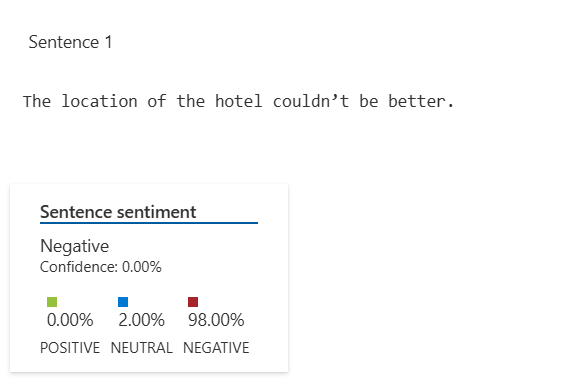 Sentence 1
The location of the hotel couldn’t be better.
Sentence sentiment
Negative
Confidence: 0.00%
0.00% 2.00% 98.00%
POSITIVE NEUTRAL NEGATIVE